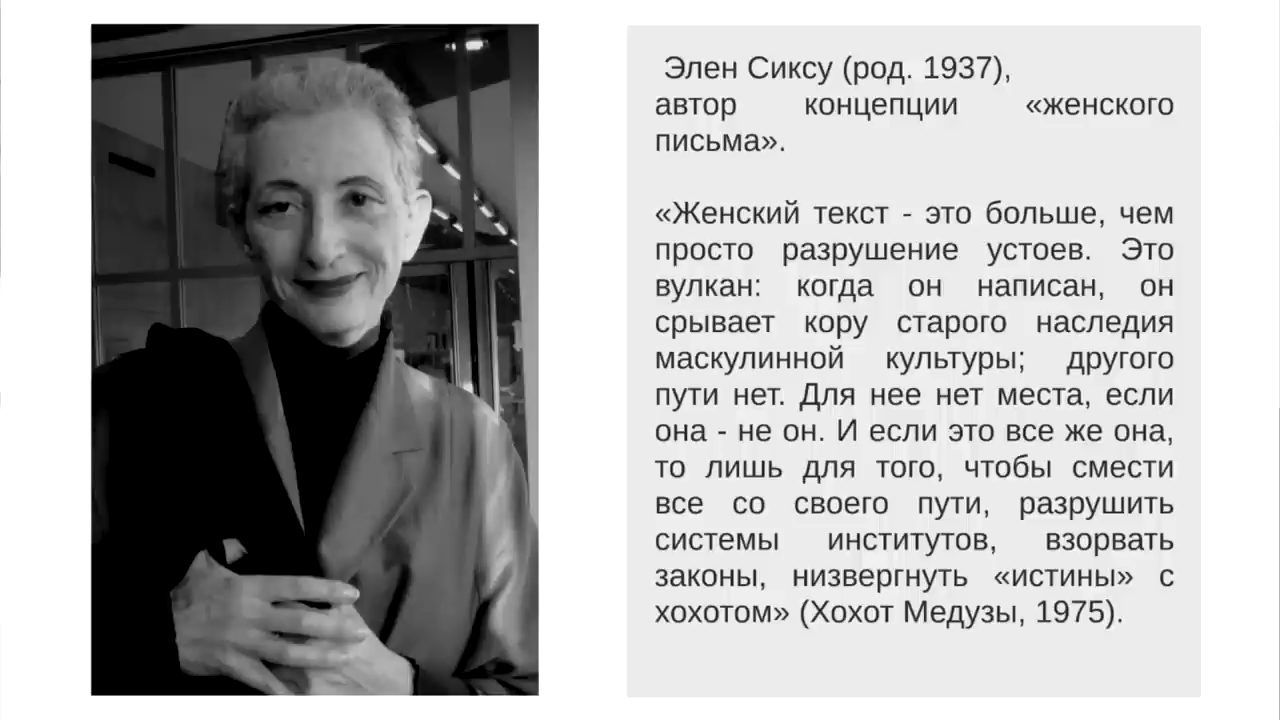 Элен Сиксу (род. 1937),
автор концепции «женского
письма».
«Женский текст - это больше, чем
просто разрушение устоев. Это
вулкан: когда он написан, он
срывает кору старого наследия
маскулинной культуры; другого
пути нет. Для нее нет места, если
она - не он. И если это все же она,
то лишь для того, чтобы смести
все со своего пути, разрушить
системы институтов, взорвать
законы, низвергнуть «истины» с
хохотом» (Хохот Медузы, 1975).